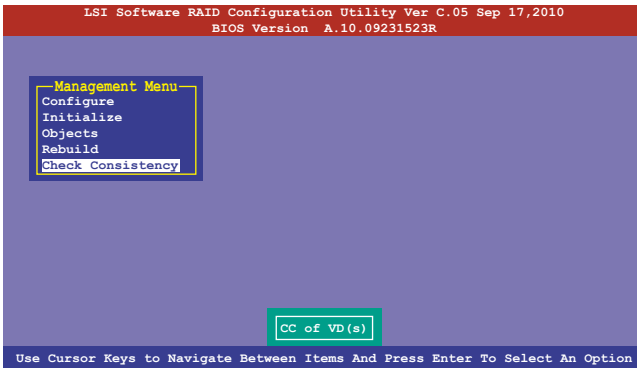 LSI Software RAID Configuration Utility Ver C.05 Sep 17,2010
BIOS Version A.10.09231523R
Management Menu
Configure
Initialize
Objects
Rebuild
Check Consistency
CC of VD(s)
Use Cursor Keys to Navigate Between Items And Press Enter To Select An Option